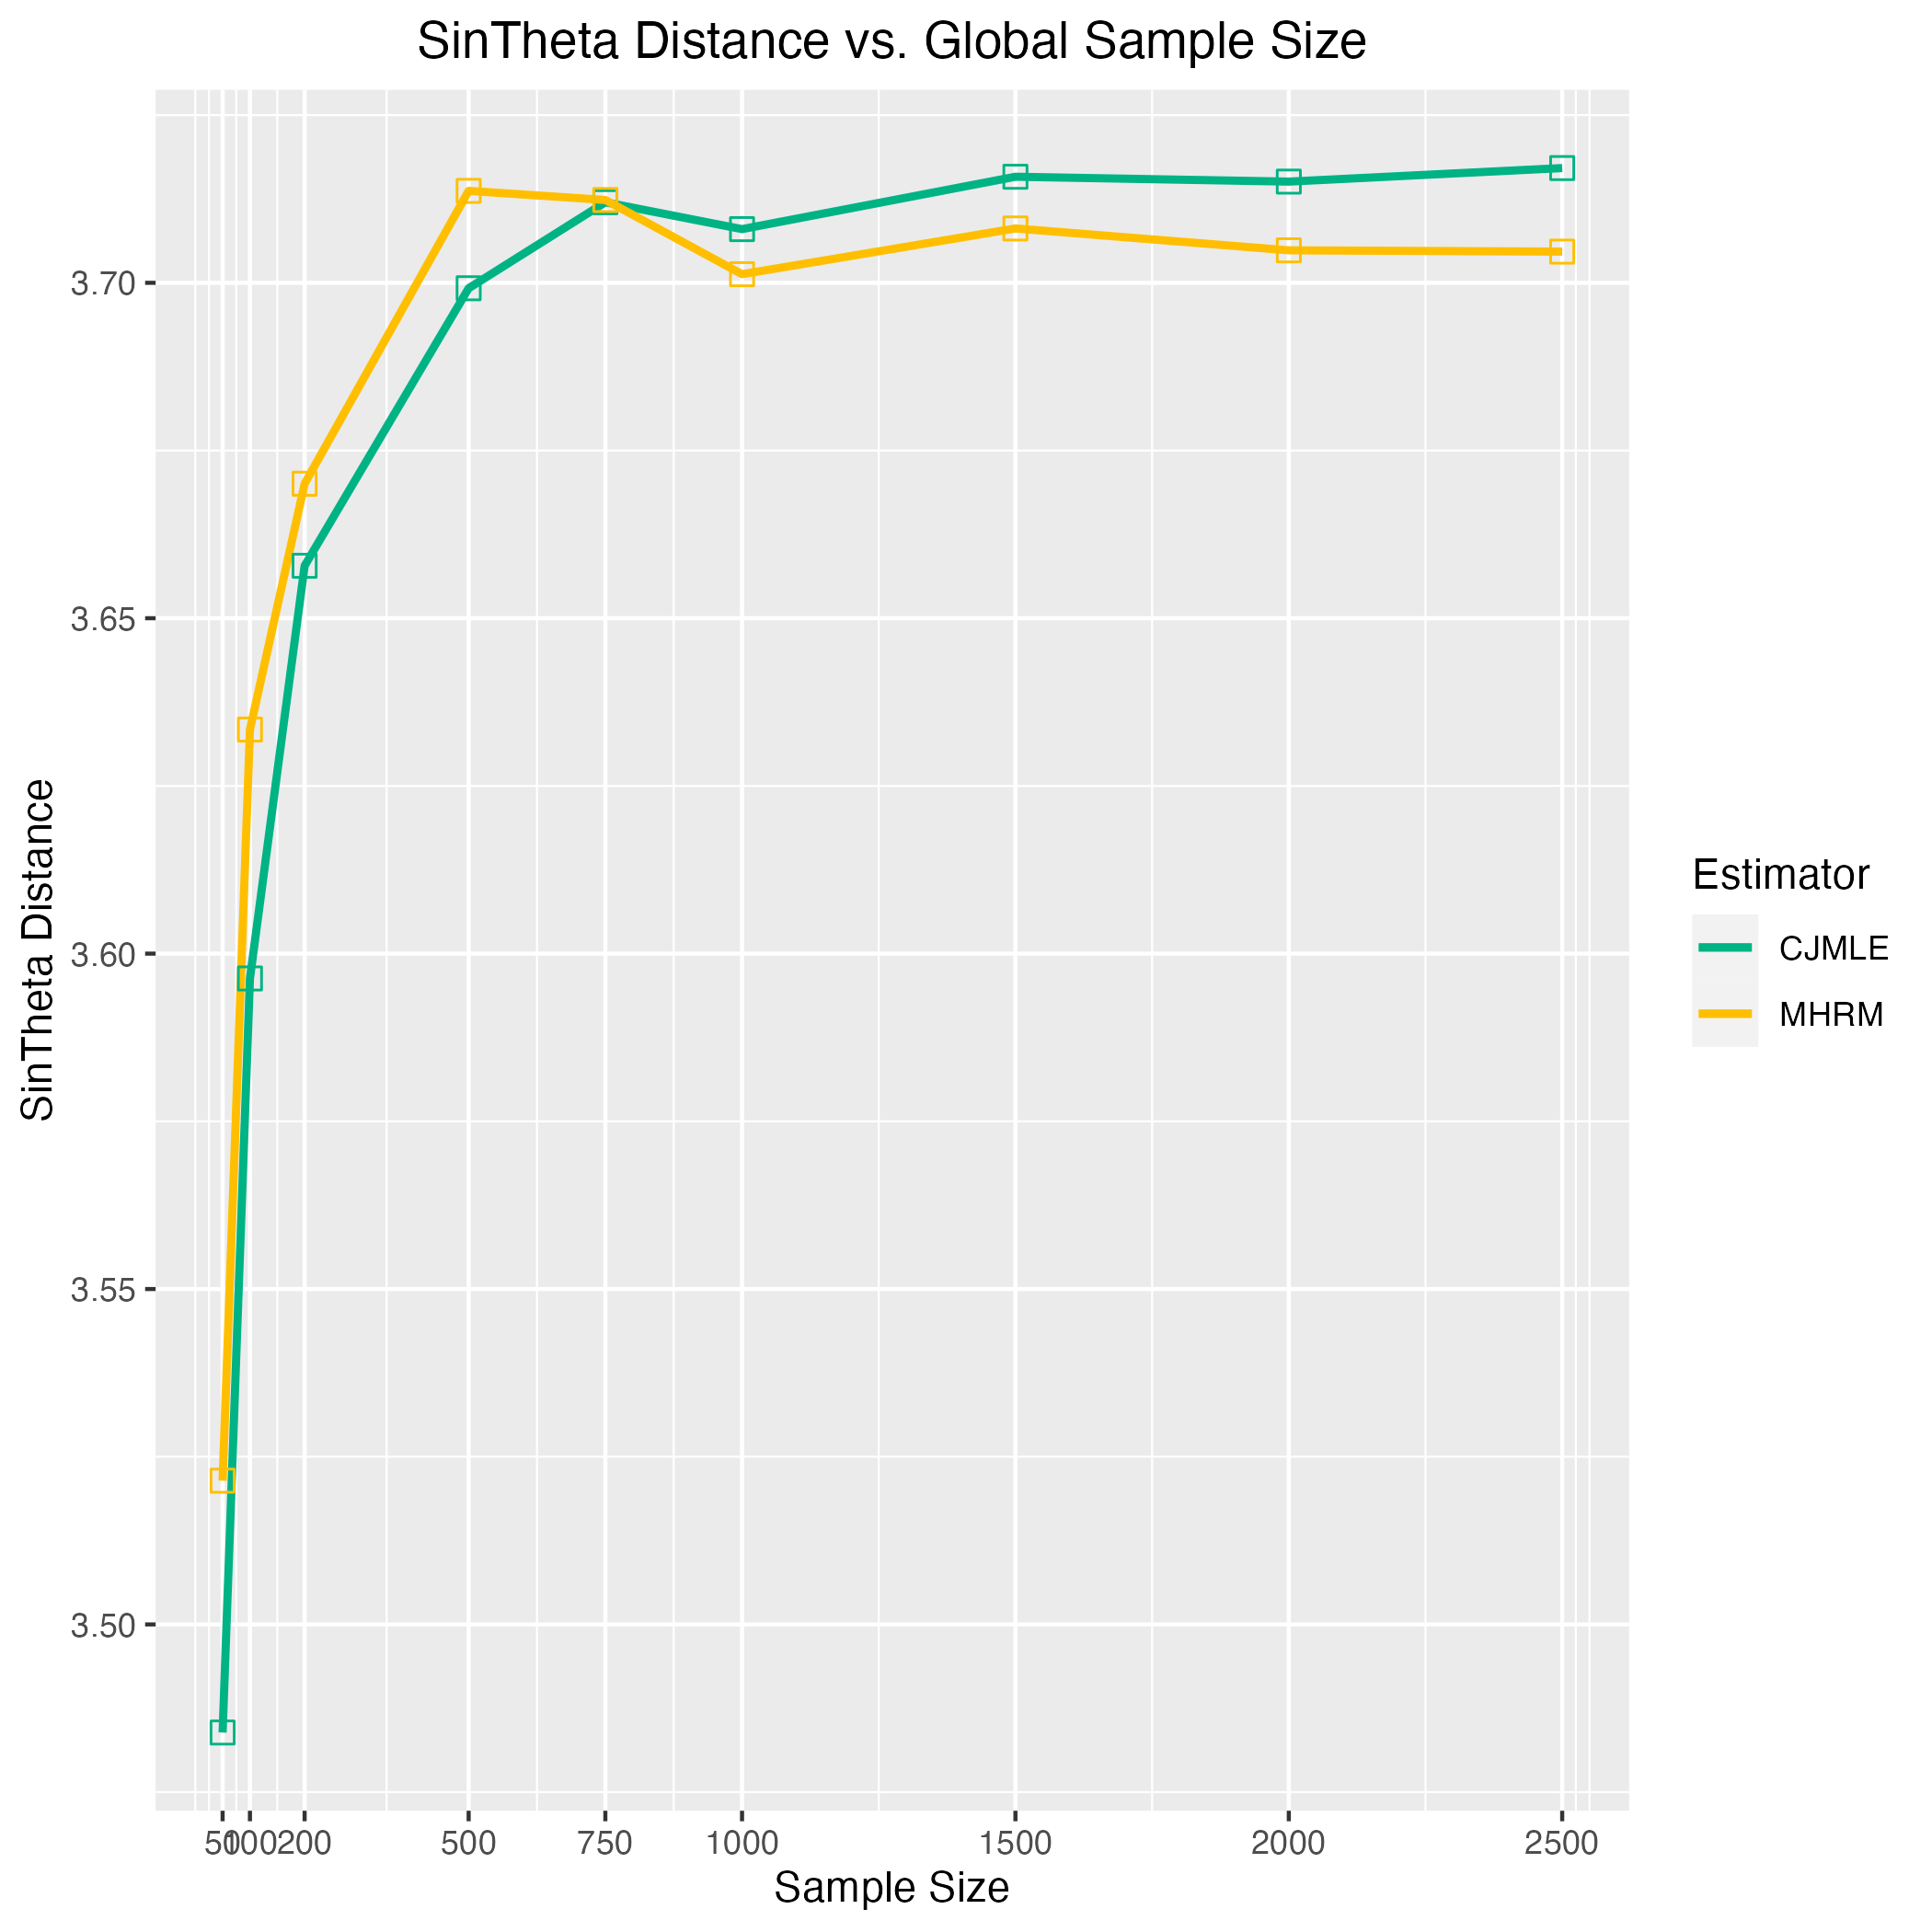 SinTheta Distance vs. Global Sample Size
3.70
3.65
3.60
3.55
3.50
SinTheta Distance
50
100
200
500
750
1000
1500
2000
2500
Sample Size
Estimator
CJMLE
MHRM